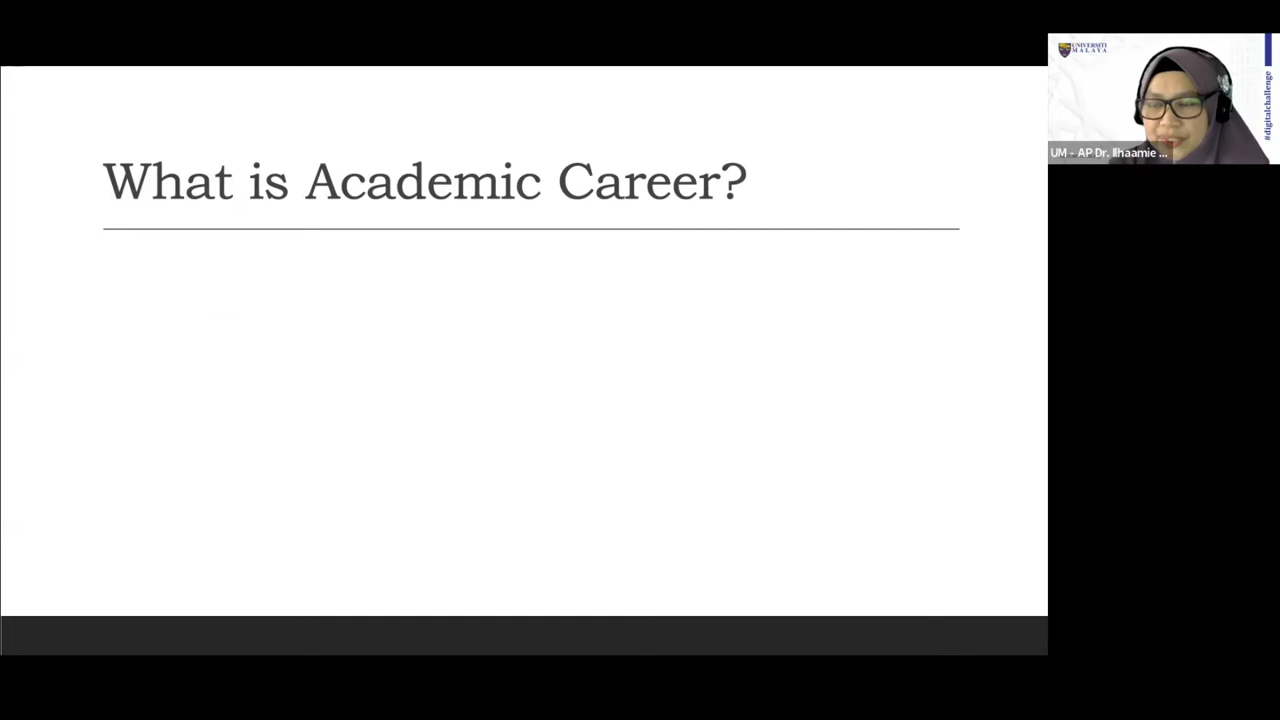 What is Academic Career?
UNIVERSITI
MALAYA
#digitalchallenge
UM - AP Dr. Ilhaamie ...